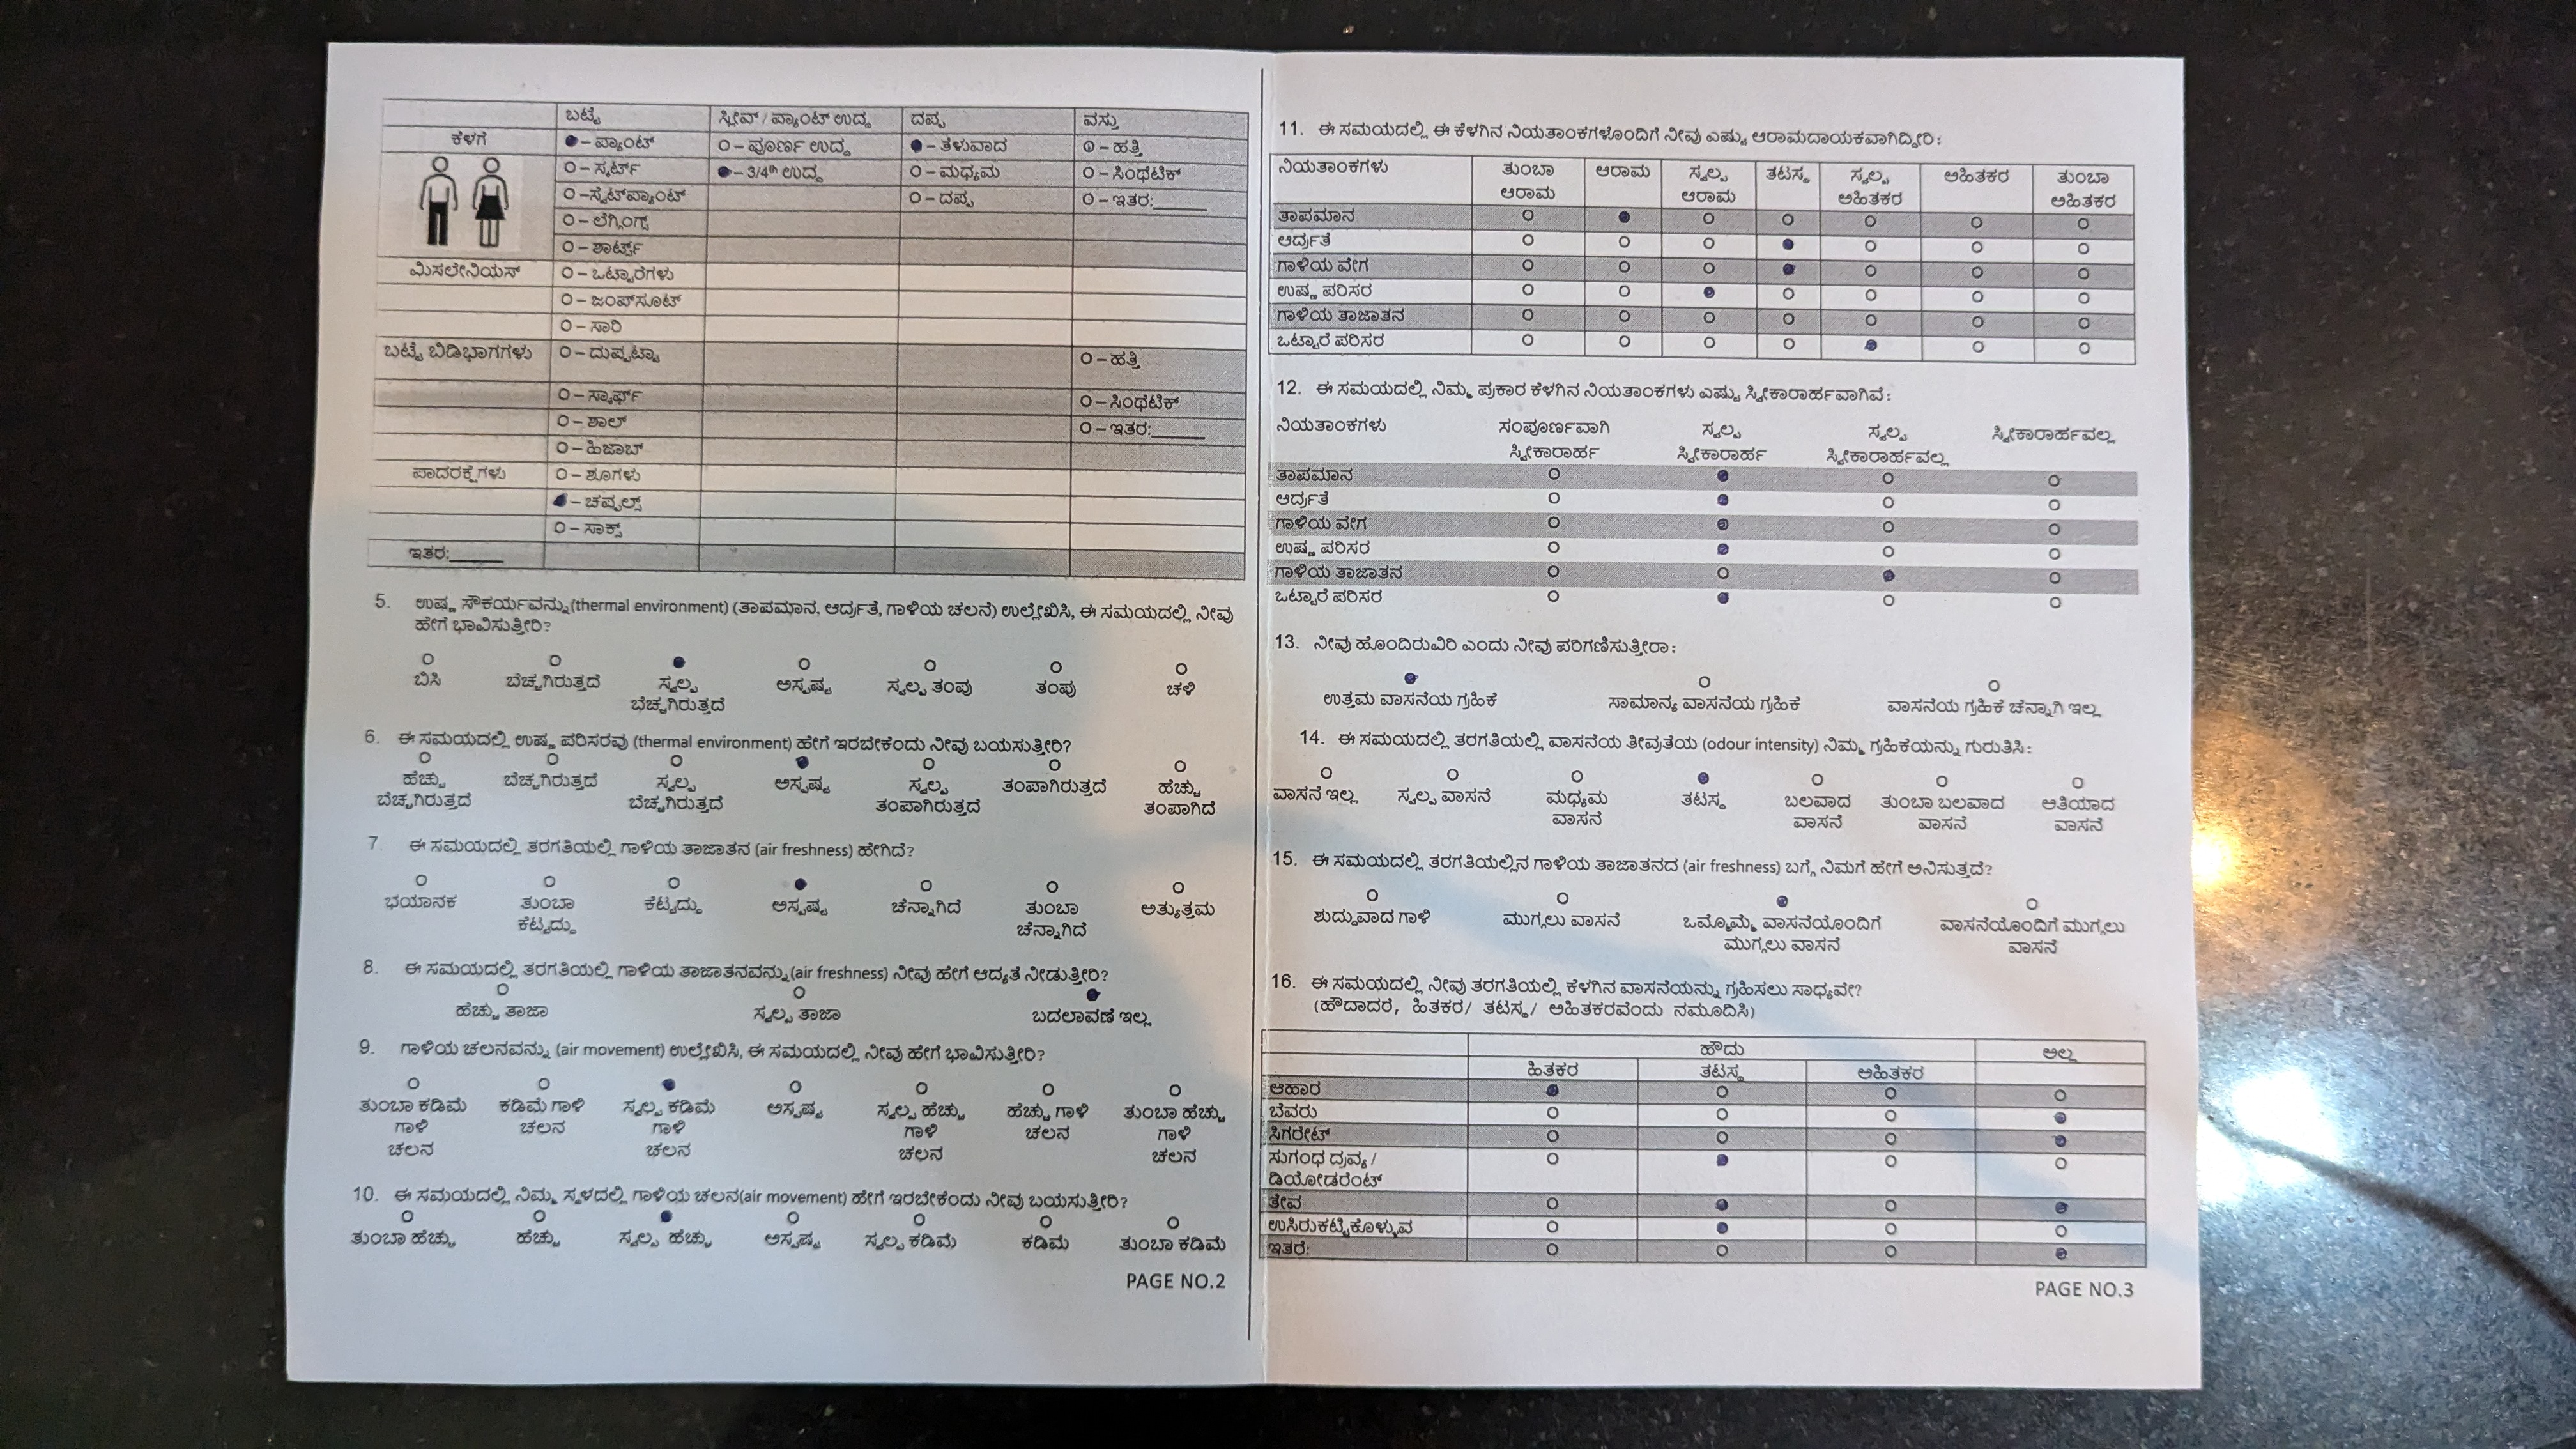 ಬಟ್ಟೆ ಸ್ಲೀವ್ / ಪ್ಯಾಂಟ್ ಉದ್ದ ದಪ್ಪ ವಸ್ತು
ಕೆಳಗೆ – ಪ್ಯಾಂಟ್ – ಪೂರ್ಣ ಉದ್ದ – ತೆಳುವಾದ – ಹತ್ತಿ
– ಸ್ಕರ್ಟ್ – 3/4th ಉದ್ದ – ಮಧ್ಯಮ – ಸಿಂಥೆಟಿಕ್
– ಸ್ವೆಟ್‌ಪ್ಯಾಂಟ್ – ದಪ್ಪ – ಇತರ:______
– ಲೆಗ್ಗಿಂಗ್ಸ್
– ಶಾರ್ಟ್ಸ್
ಮಿಸಲೇನಿಯಸ್ – ಒಟ್ಟಾರೆಗಳು
– ಜಂಪ್‌ಸೂಟ್
– ಸಾರಿ
ಬಟ್ಟೆ ಬಿಡಿಭಾಗಗಳು – ದುಪ್ಪಟ್ಟಾ – ಹತ್ತಿ
– ಸ್ಕಾರ್ಫ್ – ಸಿಂಥೆಟಿಕ್
– ಶಾಲ್ – ಇತರ:______
– ಹಿಜಾಬ್
ಪಾದರಕ್ಷೆಗಳು – ಶೂಗಳು
– ಚಪ್ಪಲ್ಸ್
– ಸಾಕ್ಸ್
ಇತರ:______
5. ಉಷ್ಣ ಸೌಕರ್ಯವನ್ನು(thermal environment) (ತಾಪಮಾನ, ಆರ್ದ್ರತೆ, ಗಾಳಿಯ ಚಲನೆ) ಉಲ್ಲೇಖಿಸಿ, ಈ ಸಮಯದಲ್ಲಿ ನೀವು
ಹೇಗೆ ಭಾವಿಸುತ್ತೀರಿ?
ಬಿಸಿ ಬೆಚ್ಚಗಿರುತ್ತದೆ ಸ್ವಲ್ಪ ಅಸ್ಪಷ್ಟ ಸ್ವಲ್ಪ ತಂಪು ತಂಪು ಚಳಿ
ಬೆಚ್ಚಗಿರುತ್ತದೆ
6. ಈ ಸಮಯದಲ್ಲಿ ಉಷ್ಣ ಪರಿಸರವು (thermal environment) ಹೇಗೆ ಇರಬೇಕೆಂದು ನೀವು ಬಯಸುತ್ತೀರಿ?
ಹೆಚ್ಚು ಬೆಚ್ಚಗಿರುತ್ತದೆ ಸ್ವಲ್ಪ ಅಸ್ಪಷ್ಟ ಸ್ವಲ್ಪ ತಂಪಾಗಿರುತ್ತದೆ ಹೆಚ್ಚು
ಬೆಚ್ಚಗಿರುತ್ತದೆ ಬೆಚ್ಚಗಿರುತ್ತದೆ ತಂಪಾಗಿರುತ್ತದೆ ತಂಪಾಗಿದೆ
7. ಈ ಸಮಯದಲ್ಲಿ ತರಗತಿಯಲ್ಲಿ ಗಾಳಿಯ ತಾಜಾತನ (air freshness) ಹೇಗಿದೆ?
ಭಯಾನಕ ತುಂಬಾ ಕೆಟ್ಟದ್ದು ಅಸ್ಪಷ್ಟ ಚೆನ್ನಾಗಿದೆ ತುಂಬಾ ಅತ್ಯುತ್ತಮ
ಕೆಟ್ಟದ್ದು ಚೆನ್ನಾಗಿದೆ
8. ಈ ಸಮಯದಲ್ಲಿ ತರಗತಿಯಲ್ಲಿ ಗಾಳಿಯ ತಾಜಾತನವನ್ನು(air freshness) ನೀವು ಹೇಗೆ ಆದ್ಯತೆ ನೀಡುತ್ತೀರಿ?
ಹೆಚ್ಚು ತಾಜಾ ಸ್ವಲ್ಪ ತಾಜಾ ಬದಲಾವಣೆ ಇಲ್ಲ
9. ಗಾಳಿಯ ಚಲನವನ್ನು (air movement) ಉಲ್ಲೇಖಿಸಿ, ಈ ಸಮಯದಲ್ಲಿ ನೀವು ಹೇಗೆ ಭಾವಿಸುತ್ತೀರಿ?
ತುಂಬಾ ಕಡಿಮೆ ಕಡಿಮೆ ಗಾಳಿ ಸ್ವಲ್ಪ ಕಡಿಮೆ ಅಸ್ಪಷ್ಟ ಸ್ವಲ್ಪ ಹೆಚ್ಚು ಹೆಚ್ಚು ಗಾಳಿ ತುಂಬಾ ಹೆಚ್ಚು
ಗಾಳಿ ಚಲನ ಗಾಳಿ ಗಾಳಿ ಚಲನ ಗಾಳಿ
ಚಲನ ಚಲನ ಚಲನ ಚಲನ
10. ಈ ಸಮಯದಲ್ಲಿ ನಿಮ್ಮ ಸ್ಥಳದಲ್ಲಿ ಗಾಳಿಯ ಚಲನ(air movement) ಹೇಗೆ ಇರಬೇಕೆಂದು ನೀವು ಬಯಸುತ್ತೀರಿ?
ತುಂಬಾ ಹೆಚ್ಚು ಹೆಚ್ಚು ಸ್ವಲ್ಪ ಹೆಚ್ಚು ಅಸ್ಪಷ್ಟ ಸ್ವಲ್ಪ ಕಡಿಮೆ ಕಡಿಮೆ ತುಂಬಾ ಕಡಿಮೆ
PAGE NO.2
11. ಈ ಸಮಯದಲ್ಲಿ ಈ ಕೆಳಗಿನ ನಿಯತಾಂಕಗಳೊಂದಿಗೆ ನೀವು ಎಷ್ಟು ಆರಾಮದಾಯಕವಾಗಿದ್ದೀರಿ:
ನಿಯತಾಂಕಗಳು ತುಂಬಾ ಆರಾಮ ಸ್ವಲ್ಪ ತಟಸ್ಥ ಸ್ವಲ್ಪ ಅಹಿತಕರ ತುಂಬಾ
ಆರಾಮ ಆರಾಮ ಅಹಿತಕರ ಅಹಿತಕರ
ತಾಪಮಾನ
ಆರ್ದ್ರತೆ
ಗಾಳಿಯ ವೇಗ
ಉಷ್ಣ ಪರಿಸರ
ಗಾಳಿಯ ತಾಜಾತನ
ಒಟ್ಟಾರೆ ಪರಿಸರ
12. ಈ ಸಮಯದಲ್ಲಿ ನಿಮ್ಮ ಪ್ರಕಾರ ಕೆಳಗಿನ ನಿಯತಾಂಕಗಳು ಎಷ್ಟು ಸ್ವೀಕಾರಾರ್ಹವಾಗಿವೆ:
ನಿಯತಾಂಕಗಳು ಸಂಪೂರ್ಣವಾಗಿ ಸ್ವಲ್ಪ ಸ್ವಲ್ಪ ಸ್ವೀಕಾರಾರ್ಹವಲ್ಲ
ಸ್ವೀಕಾರಾರ್ಹ ಸ್ವೀಕಾರಾರ್ಹ ಸ್ವೀಕಾರಾರ್ಹವಲ್ಲ
ತಾಪಮಾನ
ಆರ್ದ್ರತೆ
ಗಾಳಿಯ ವೇಗ
ಉಷ್ಣ ಪರಿಸರ
ಗಾಳಿಯ ತಾಜಾತನ
ಒಟ್ಟಾರೆ ಪರಿಸರ
13. ನೀವು ಹೊಂದಿರುವಿರಿ ಎಂದು ನೀವು ಪರಿಗಣಿಸುತ್ತೀರಾ:
ಉತ್ತಮ ವಾಸನೆಯ ಗ್ರಹಿಕೆ ಸಾಮಾನ್ಯ ವಾಸನೆಯ ಗ್ರಹಿಕೆ ವಾಸನೆಯ ಗ್ರಹಿಕೆ ಚೆನ್ನಾಗಿ ಇಲ್ಲ
14. ಈ ಸಮಯದಲ್ಲಿ ತರಗತಿಯಲ್ಲಿ ವಾಸನೆಯ ತೀವ್ರತೆಯ (odour intensity) ನಿಮ್ಮ ಗ್ರಹಿಕೆಯನ್ನು ಗುರುತಿಸಿ:
ವಾಸನೆ ಇಲ್ಲ ಸ್ವಲ್ಪ ವಾಸನೆ ಮಧ್ಯಮ ತಟಸ್ಥ ಬಲವಾದ ತುಂಬಾ ಬಲವಾದ ಅತಿಯಾದ
ವಾಸನೆ ವಾಸನೆ ವಾಸನೆ ವಾಸನೆ
15. ಈ ಸಮಯದಲ್ಲಿ ತರಗತಿಯಲ್ಲಿನ ಗಾಳಿಯ ತಾಜಾತನದ (air freshness) ಬಗ್ಗೆ ನಿಮಗೆ ಹೇಗೆ ಅನಿಸುತ್ತದೆ?
ಶುದ್ಧುವಾದ ಗಾಳಿ ಮುಗ್ಗಲು ವಾಸನೆ ಒಮ್ಮೊಮ್ಮೆ ವಾಸನೆಯೊಂದಿಗೆ ವಾಸನೆಯೊಂದಿಗೆ ಮುಗ್ಗಲು
ಮುಗ್ಗಲು ವಾಸನೆ ವಾಸನೆ
16. ಈ ಸಮಯದಲ್ಲಿ ನೀವು ತರಗತಿಯಲ್ಲಿ ಕೆಳಗಿನ ವಾಸನೆಯನ್ನು ಗ್ರಹಿಸಲು ಸಾಧ್ಯವೇ?
(ಹೌದಾದರೆ, ಹಿತಕರ/ ತಟಸ್ಥ/ ಅಹಿತಕರವೆಂದು ನಮೂದಿಸಿ)
ಹೌದು ಅಲ್ಲ
ಹಿತಕರ ತಟಸ್ಥ ಅಹಿತಕರ
ಆಹಾರ
ಬೆವರು
ಸಿಗರೇಟ್
ಸುಗಂಧ ದ್ರವ್ಯ /
ಡಿಯೋಡರೆಂಟ್
ತೇವ
ಉಸಿರುಕಟ್ಟಿಕೊಳ್ಳುವ
ಇತರೆ:
PAGE NO.3